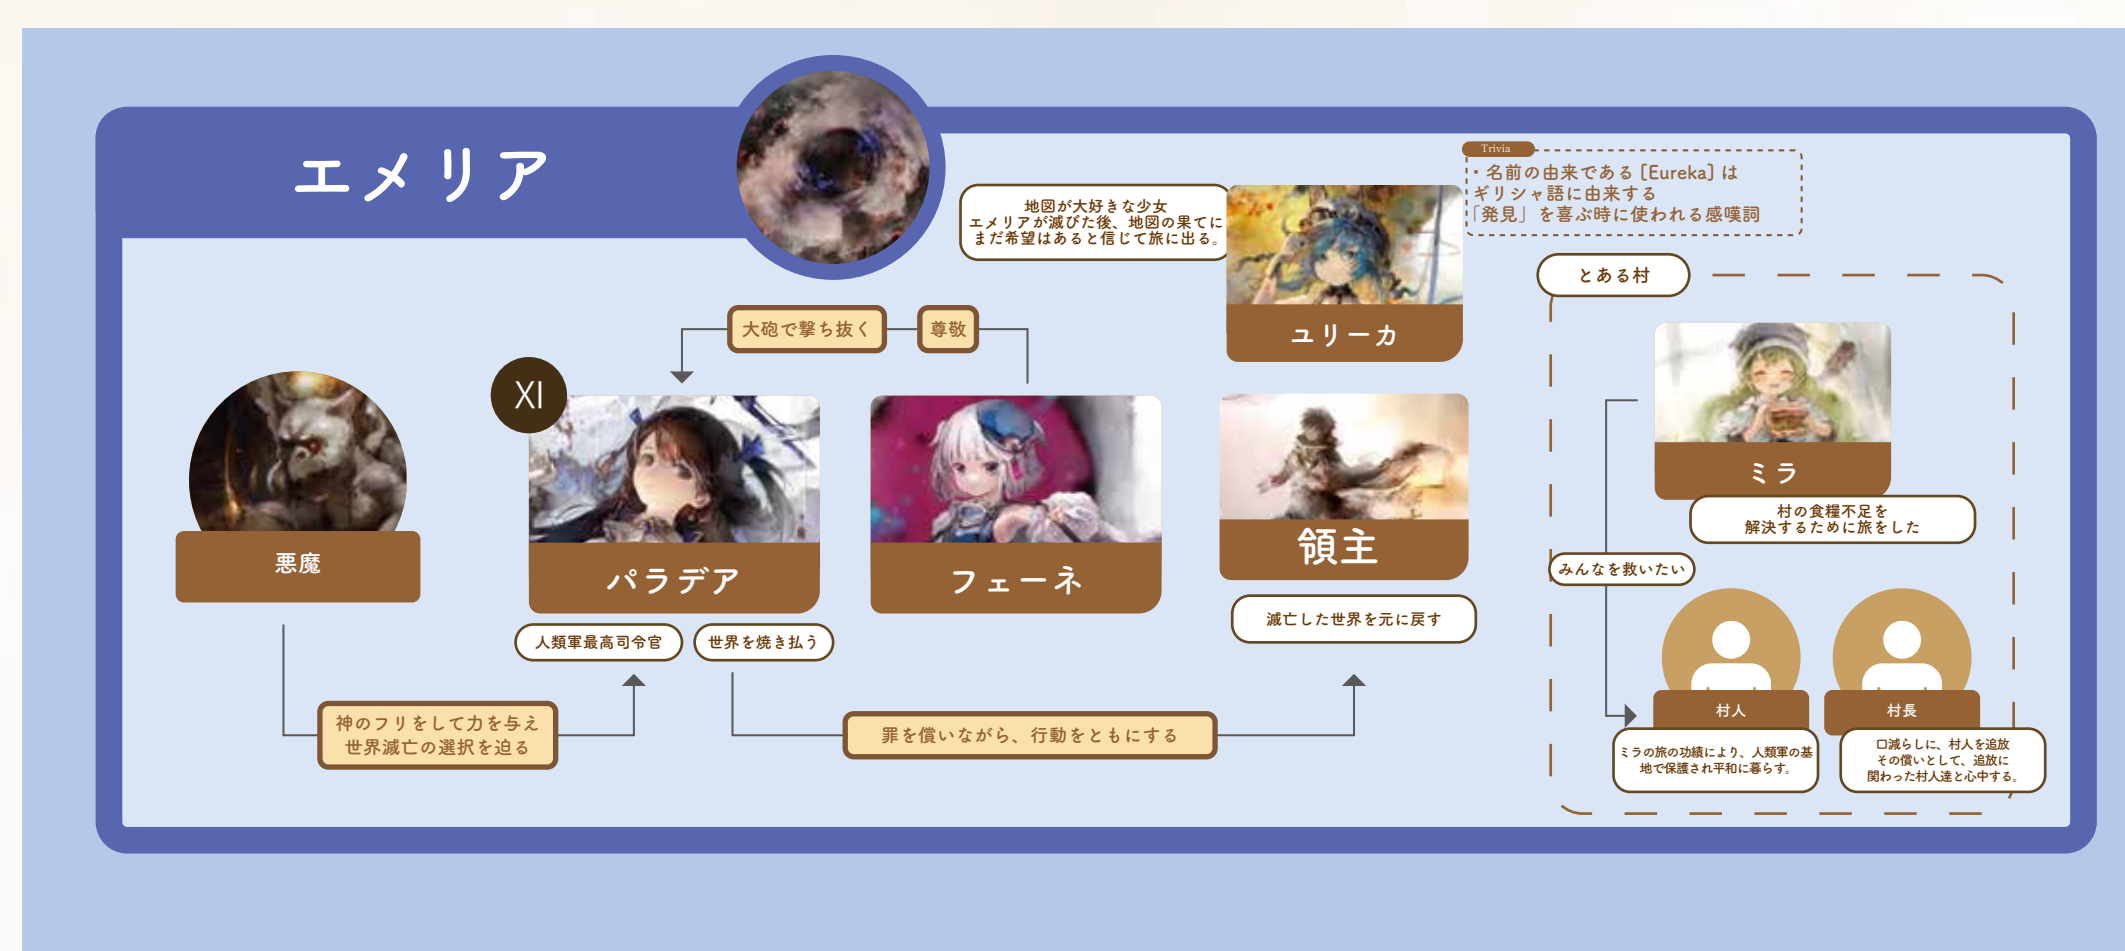 エメリア
地図が大好きな少女
エメリアが滅びた後、地図の果てに
まだ希望はあると信じて旅に出る。
ユリーカ
Trivia
・名前の由来である [Eureka] は
ギリシャ語に由来する
「発見」を喜ぶ時に使われる感嘆詞
とある村
大砲で撃ち抜く
尊敬
XI
悪魔
パラデア
フェーネ
領主
ミラ
村の食糧不足を
解決するために旅をした
みんなを救いたい
人類軍最高司令官
世界を焼き払う
滅亡した世界を元に戻す
神のフリをして力を与え
世界滅亡の選択を迫る
罪を償いながら、行動をともにする
村人
村長
ミラの旅の功績により、人類軍の基
地で保護され平和に暮らす。
口減らしに、村人を追放
その償いとして、追放に
関わった村人達と心中する。